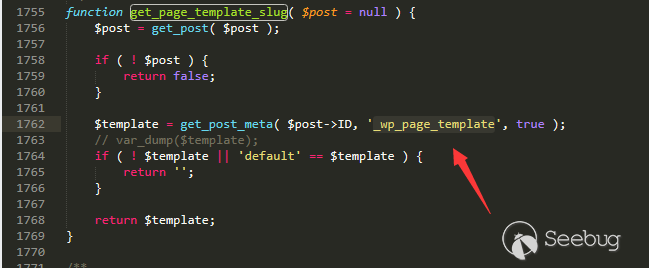 1755 function get_page_template_slug( $post = null ) {
1756 $post = get_post( $post );
1757
1758 if ( ! $post ) {
1759 return false;
1760 }
1761
1762 $template = get_post_meta( $post->ID, '_wp_page_template', true );
1763 // var_dump($template);
1764 if ( ! $template || 'default' == $template ) {
1765 return '';
1766 }
1767
1768 return $template;
1769 }
1770
1771 /**
Seebug